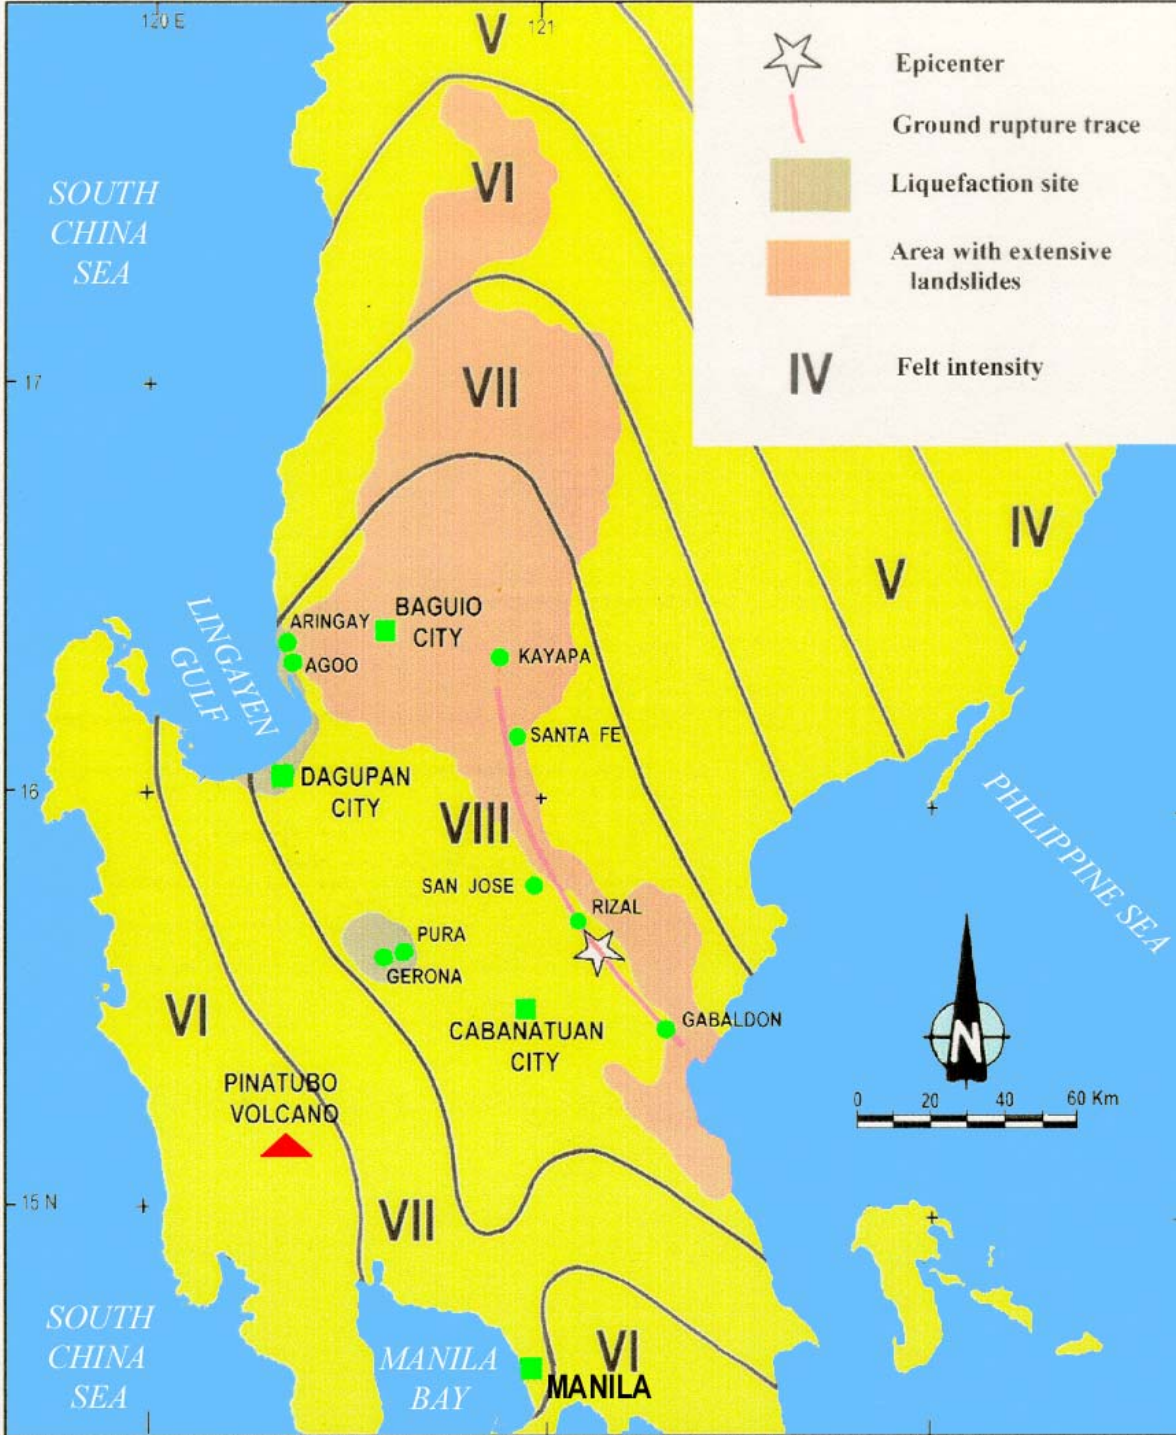 120 E
121
V
Epicenter
Ground rupture trace
Liquefaction site
Area with extensive
landslides
IV
Felt intensity
VI
SOUTH
CHINA
SEA
17
VII
IV
V
LINGAYEN
GULF
ARINGAY
BAGUIO
CITY
AGOO
KAYAPA
SANTA FE
16
DAGUPAN
CITY
VIII
PHILIPPINE SEA
SAN JOSE
RIZAL
PURA
GERONA
VI
CABANATUAN
CITY
GABALDON
N
PINATUBO
VOLCANO
0 20 40 60 Km
15 N
VII
SOUTH
CHINA
SEA
MANILA
BAY
VI
MANILA